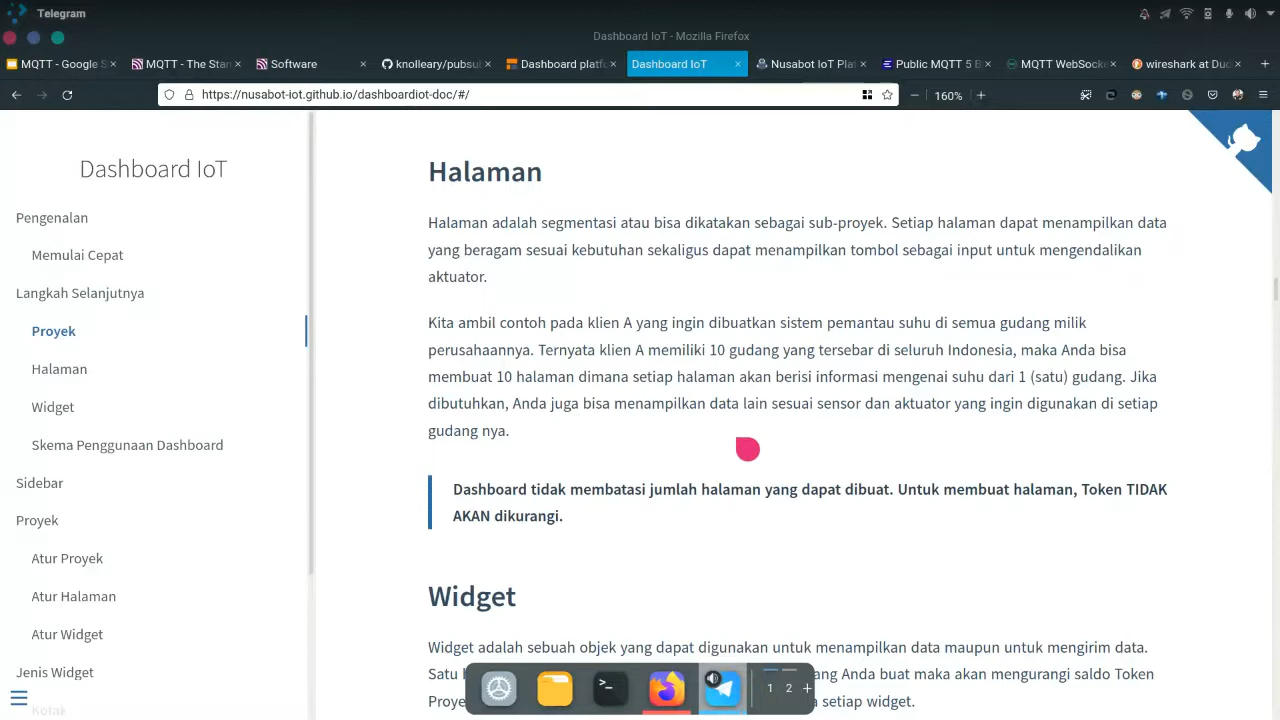 Telegram
Dashboard IoT - Mozilla Firefox
MQTT - Google S
MQTT - The Stan
Software
knolleary/pubsu
Dashboard platf
Dashboard IoT
Nusabot IoT Plat
Public MQTT 5 B
MQTT WebSocke
wireshark at Dud
https://nusabot-iot.github.io/dashboardiot-doc/#/
160%
Dashboard IoT
Pengenalan
Memulai Cepat
Langkah Selanjutnya
Proyek
Halaman
Widget
Skema Penggunaan Dashboard
Sidebar
Proyek
Atur Proyek
Atur Halaman
Atur Widget
Jenis Widget
Kotak
Halaman
Halaman adalah segmentasi atau bisa dikatakan sebagai sub-proyek. Setiap halaman dapat menampilkan data
yang beragam sesuai kebutuhan sekaligus dapat menampilkan tombol sebagai input untuk mengendalikan
aktuator.
Kita ambil contoh pada klien A yang ingin dibuatkan sistem pemantau suhu di semua gudang milik
perusahaannya. Ternyata klien A memiliki 10 gudang yang tersebar di seluruh Indonesia, maka Anda bisa
membuat 10 halaman dimana setiap halaman akan berisi informasi mengenai suhu dari 1 (satu) gudang. Jika
dibutuhkan, Anda juga bisa menampilkan data lain sesuai sensor dan aktuator yang ingin digunakan di setiap
gudang nya.
Dashboard tidak membatasi jumlah halaman yang dapat dibuat. Untuk membuat halaman, Token TIDAK
AKAN dikurangi.
Widget
Widget adalah sebuah objek yang dapat digunakan untuk menampilkan data maupun untuk mengirim data.
Satu
ang Anda buat maka akan mengurangi saldo Token
Proye
setiap widget.
1 2 +